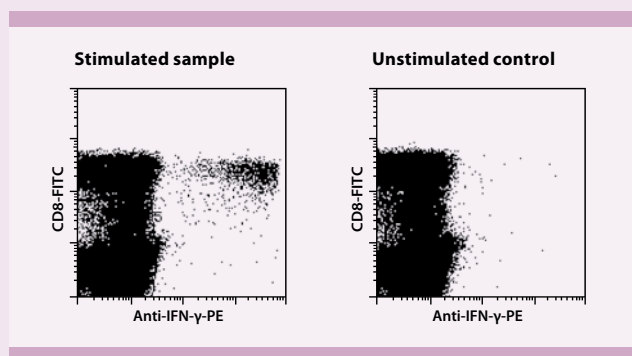 Stimulated sample
CD8-FITC
Anti-IFN-γ-PE
Unstimulated control
CD8-FITC
Anti-IFN-γ-PE